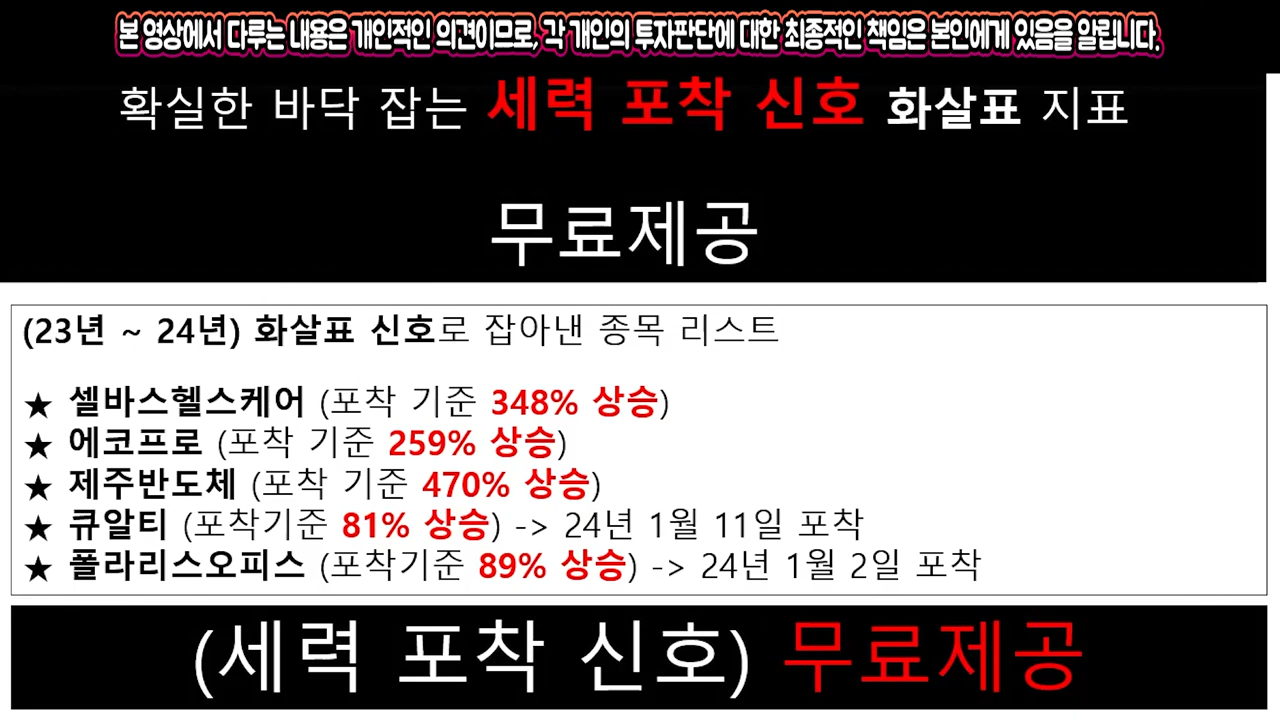 본 영상에서 다루는 내용은 개인적인 의견이므로, 각 개인의 투자판단에 대한 최종적인 책임은 본인에게 있음을 알립니다.
확실한 바닥 잡는 세력 포착 신호 화살표 지표
무료제공
(23년 ~ 24년) 화살표 신호로 잡아낸 종목 리스트
★ 셀바스헬스케어 (포착 기준 348% 상승)
★ 에코프로 (포착 기준 259% 상승)
★ 제주반도체 (포착 기준 470% 상승)
★ 큐알티 (포착기준 81% 상승) -> 24년 1월 11일 포착
★ 폴라리스오피스 (포착기준 89% 상승) -> 24년 1월 2일 포착
(세력 포착 신호) 무료제공